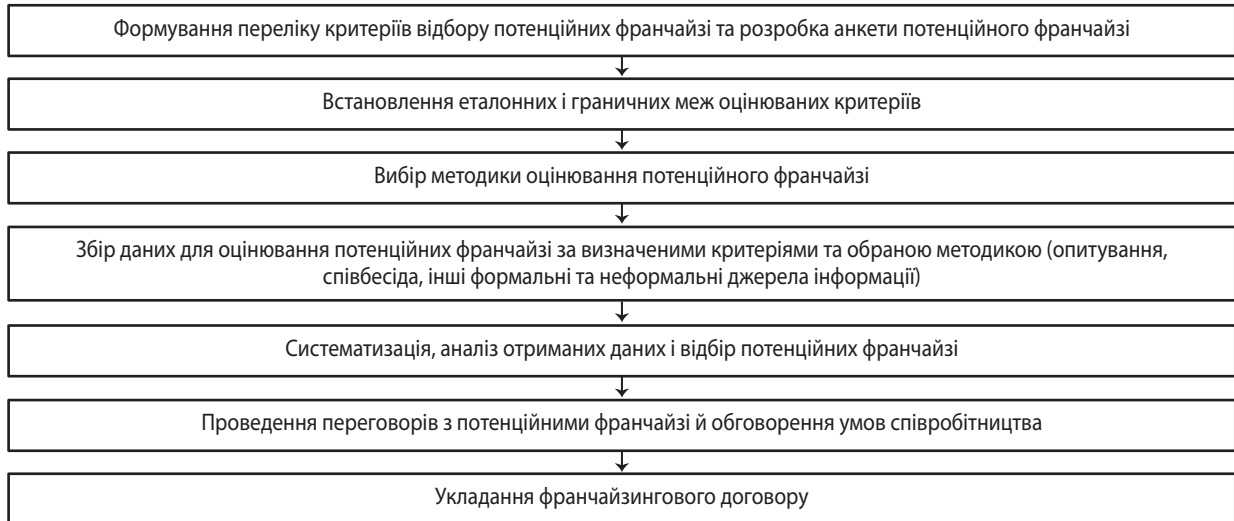 Формування переліку критеріїв відбору потенційних франчайзі та розробка анкети потенційного франчайзі
Встановлення еталонних і граничних меж оцінюваних критеріїв
Вибір методики оцінювання потенційного франчайзі
Збір даних для оцінювання потенційних франчайзі за визначеними критеріями та обраною методикою (опитування,
співбесіда, інші формальні та неформальні джерела інформації)
Систематизація, аналіз отриманих даних і відбір потенційних франчайзі
Проведення переговорів з потенційними франчайзі й обговорення умов співробітництва
Укладання франчайзингового договору